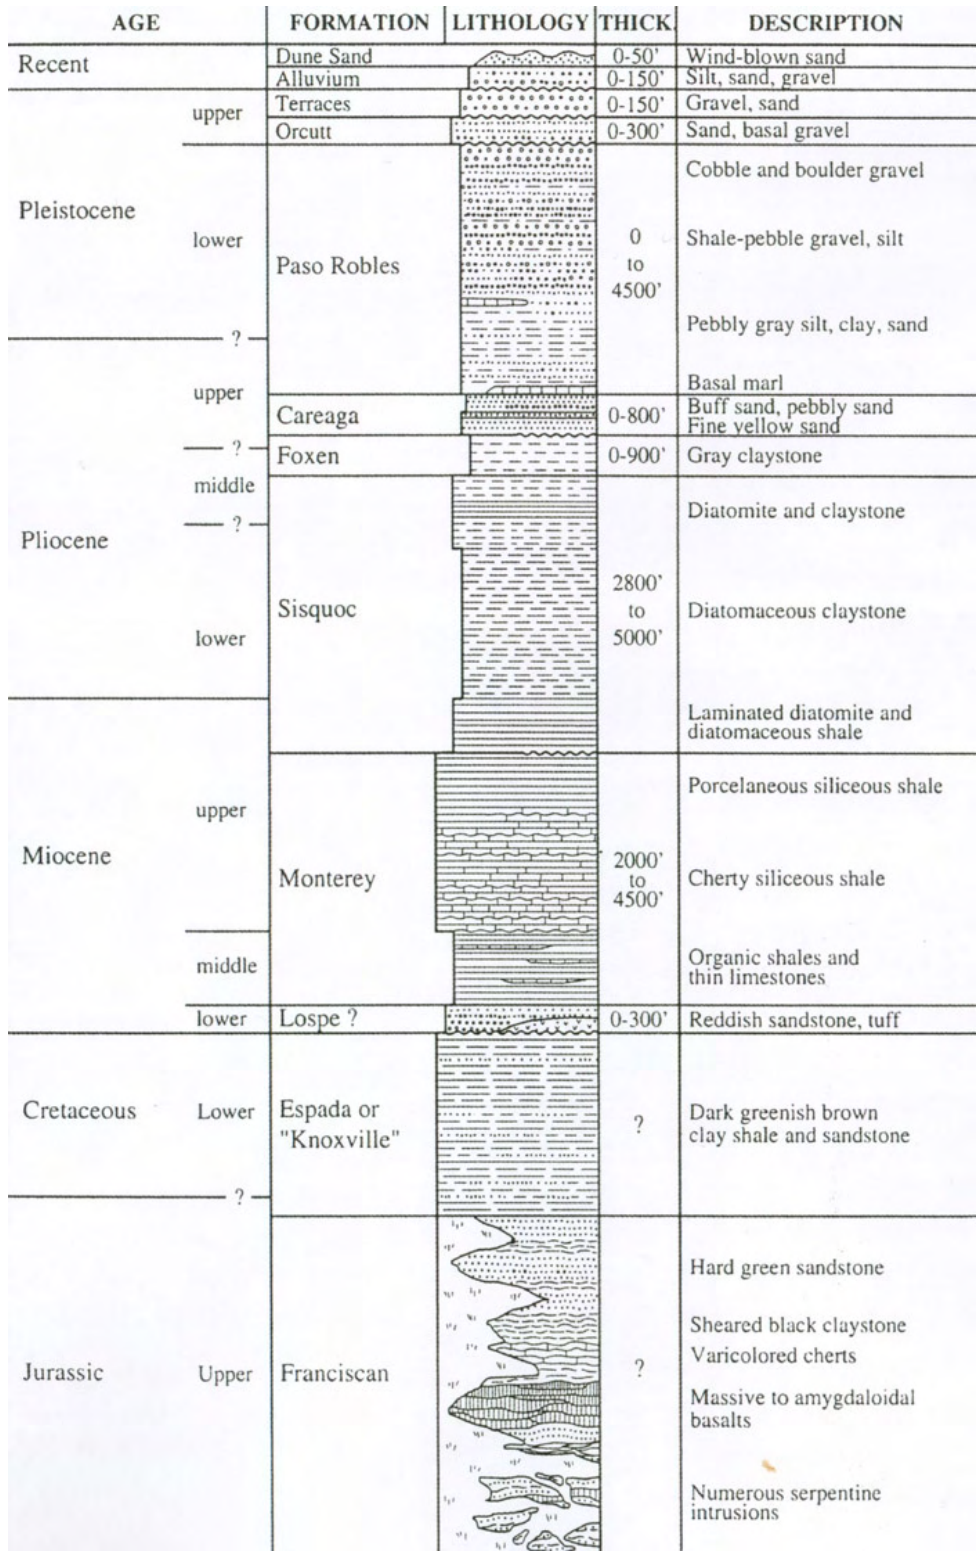 AGE FORMATION LITHOLOGY THICK DESCRIPTION
Recent
Dune Sand 0-50' Wind-blown sand
Alluvium 0-150' Silt, sand, gravel
Pleistocene
upper
Terraces 0-150' Gravel, sand
Orcutt 0-300' Sand, basal gravel
lower
Paso Robles
0
to
4500'
Cobble and boulder gravel
Shale-pebble gravel, silt
Pebbly gray silt, clay, sand
Basal marl
?
Pliocene
upper
Careaga 0-800' Buff sand, pebbly sand
Fine yellow sand
?
Foxen 0-900' Gray claystone
middle
?
lower
Sisquoc
2800'
to
5000'
Diatomite and claystone
Diatomaceous claystone
Laminated diatomite and
diatomaceous shale
Miocene
upper
Monterey
2000'
to
4500'
Porcelaneous siliceous shale
Cherty siliceous shale
middle
Organic shales and
thin limestones
lower Lospe ? 0-300' Reddish sandstone, tuff
Cretaceous Lower
Espada or
"Knoxville"
?
Dark greenish brown
clay shale and sandstone
?
Jurassic Upper Franciscan ?
Hard green sandstone
Sheared black claystone
Varicolored cherts
Massive to amygdaloidal
basalts
Numerous serpentine
intrusions